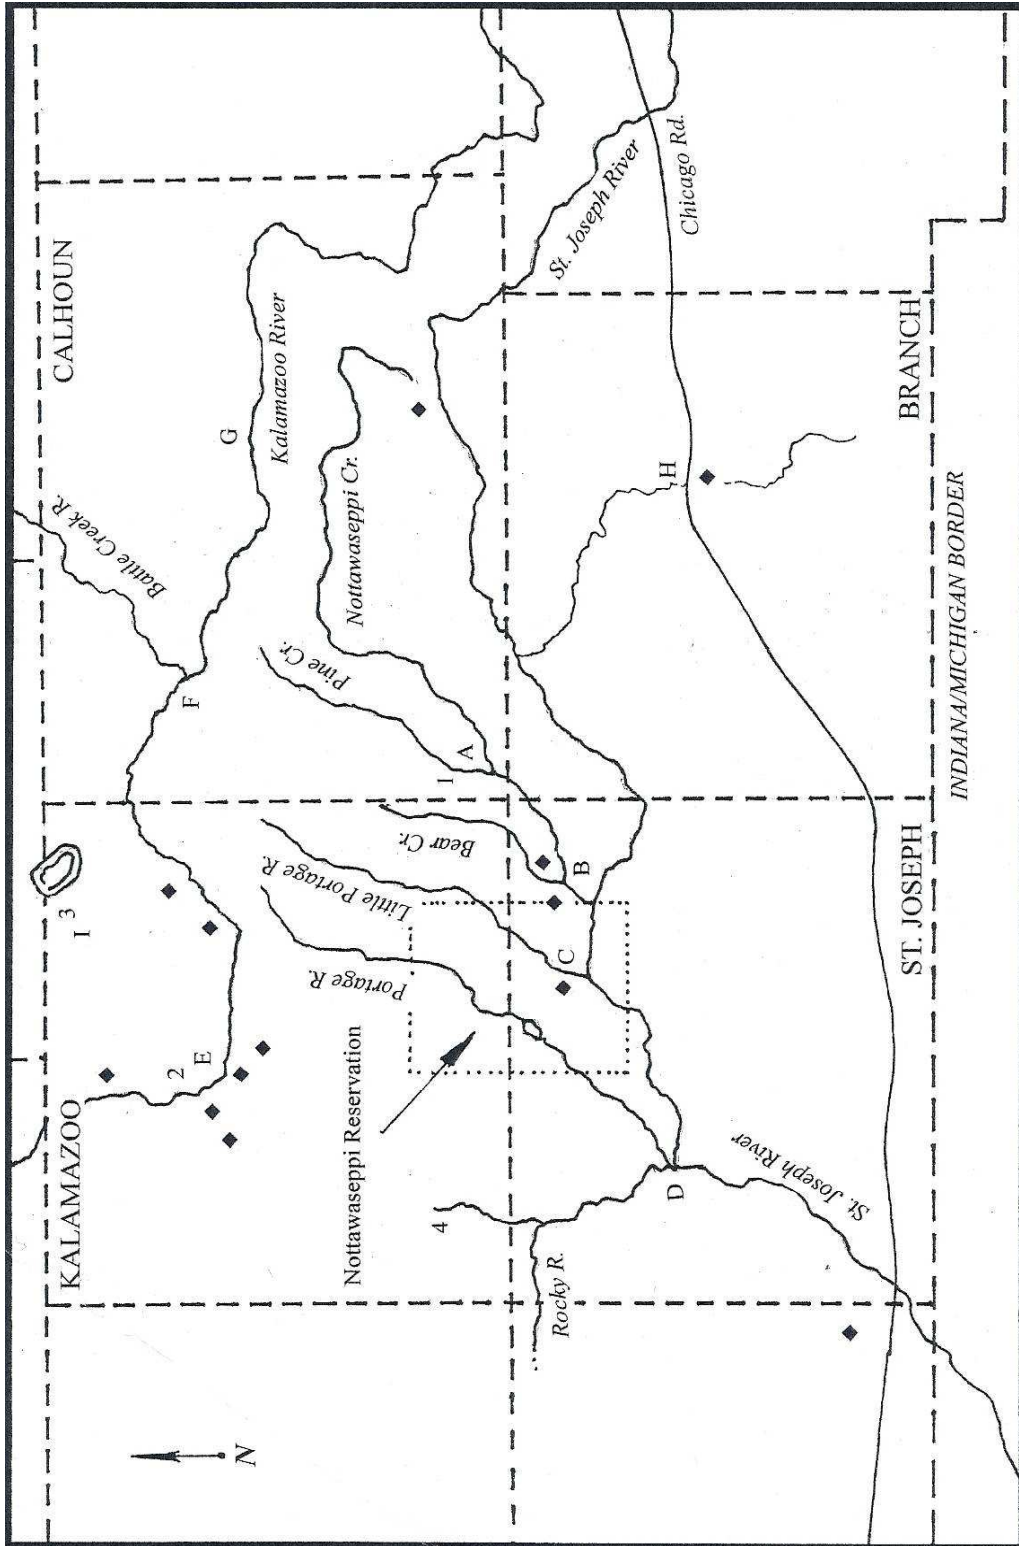 KALAMAZOO
CALHOUN
I
3
2
E
F
G
Battle Creek R.
Kalamazoo River
Nottawaseppi Cr.
Pine Cr.
Bear Cr.
Little Portage R.
Portage R.
Nottawaseppi Reservation
N
4
1
A
B
C
D
Rocky R.
St. Joseph River
Chicago Rd.
H
St. Joseph River
ST. JOSEPH
BRANCH
INDIANA/MICHIGAN BORDER